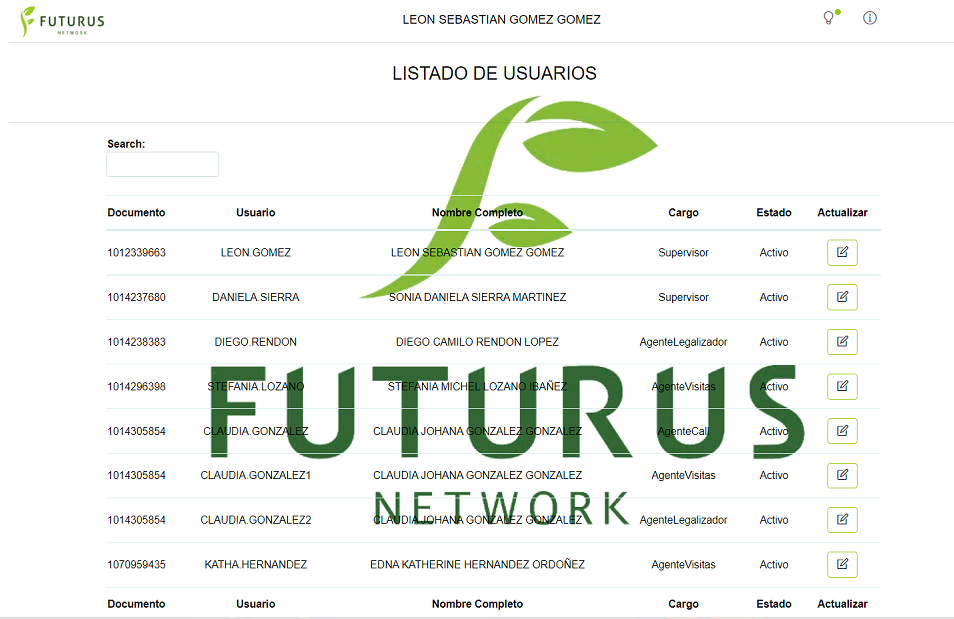 FUTURUS
NETWORK
LEON SEBASTIAN GOMEZ GOMEZ
LISTADO DE USUARIOS
Search:
Documento Usuario Nombre Completo Cargo Estado Actualizar
1012339663 LEON.GOMEZ LEON SEBASTIAN GOMEZ GOMEZ Supervisor Activo
1014237680 DANIELA.SIERRA SONIA DANIELA SIERRA MARTINEZ Supervisor Activo
1014238383 DIEGO.RENDON DIEGO CAMILO RENDON LOPEZ AgenteLegalizador Activo
1014296398 STEFANIA.LOZANO STEFANIA MICHEL LOZANO IBAÑEZ AgenteVisitas Activo
FUTURUS
1014305854 CLAUDIA.GONZALEZ CLAUDIA JOHANA GONZALEZ GONZALEZ AgenteCall Activo
1014305854 CLAUDIA.GONZALEZ1 CLAUDIA JOHANA GONZALEZ GONZALEZ AgenteVisitas Activo
NETWORK
1014305854 CLAUDIA.GONZALEZ2 CLAUDIA JOHANA GONZALEZ GONZALEZ AgenteLegalizador Activo
1070959435 KATHA.HERNANDEZ EDNA KATHERINE HERNANDEZ ORDOÑEZ AgenteVisitas Activo
Documento Usuario Nombre Completo Cargo Estado Actualizar